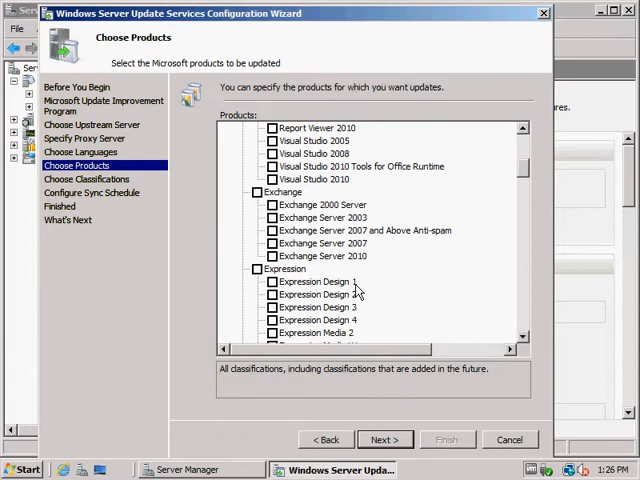 Windows Server Update Services Configuration Wizard
File
Choose Products
Select the Microsoft products to be updated
Before You Begin
Microsoft Update Improvement
Program
Choose Upstream Server
Specify Proxy Server
Choose Languages
Choose Products
Choose Classifications
Configure Sync Schedule
Finished
What's Next
You can specify the products for which you want updates.
Products:
Report Viewer 2010
Visual Studio 2005
Visual Studio 2008
Visual Studio 2010 Tools for Office Runtime
Visual Studio 2010
Exchange
Exchange 2000 Server
Exchange Server 2003
Exchange Server 2007 and Above Anti-spam
Exchange Server 2007
Exchange Server 2010
Expression
Expression Design 1
Expression Design 2
Expression Design 3
Expression Design 4
Expression Media 2
All classifications, including classifications that are added in the future.
< Back
Next >
Finish
Cancel
Start
Server Manager
Windows Server Upda...
1:26 PM